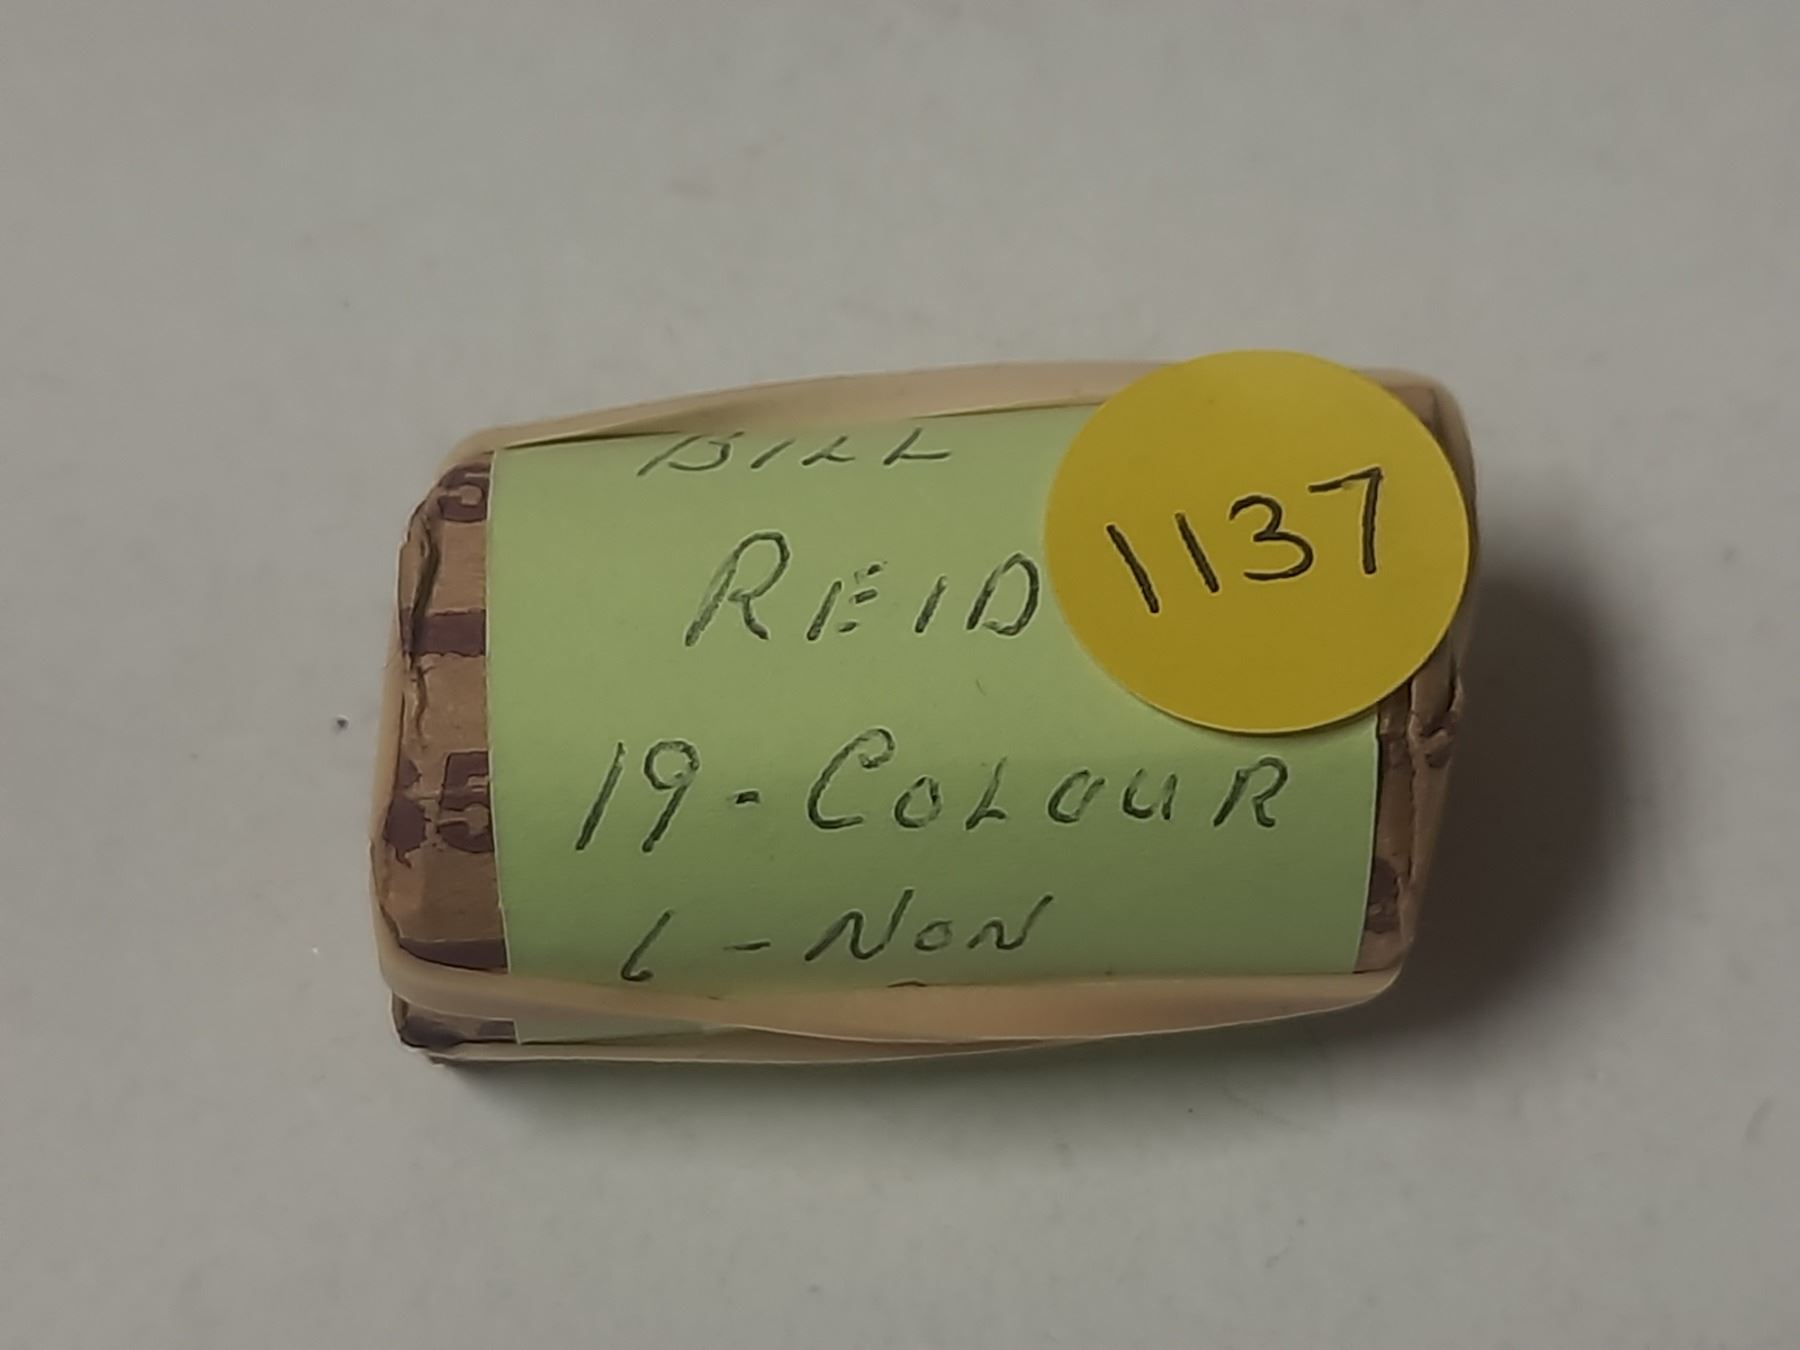 BILL
REID
1137
19-COLOUR
6-NON